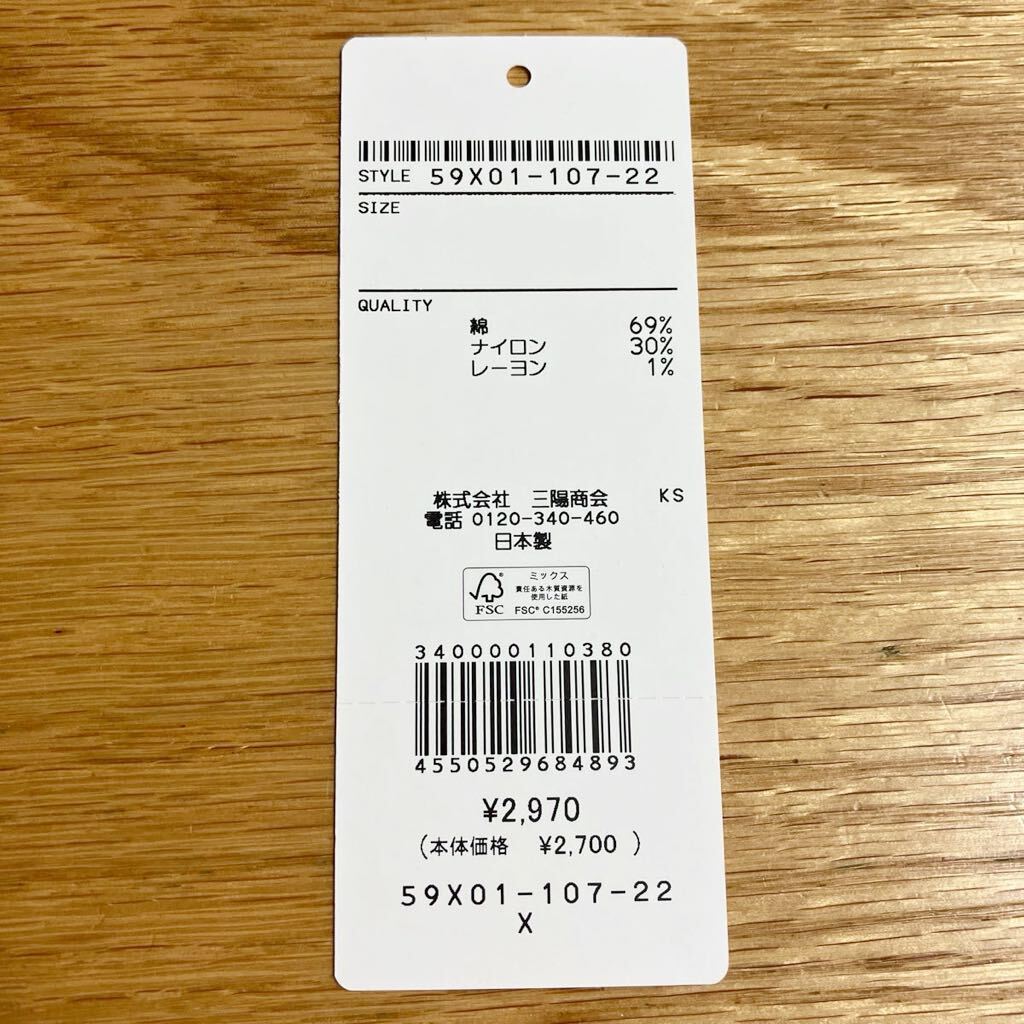 STYLE 59X01-107-22
SIZE
QUALITY
綿 69%
ナイロン 30%
レーヨン 1%
株式会社 三陽商会 KS
電話 0120-340-460
日本製
ミックス
責任ある木質資源を
使用した紙
FSC® C155256
FSC
340000110380
4550529684893
¥2,970
(本体価格 ¥2,700 )
59X01-107-22
X